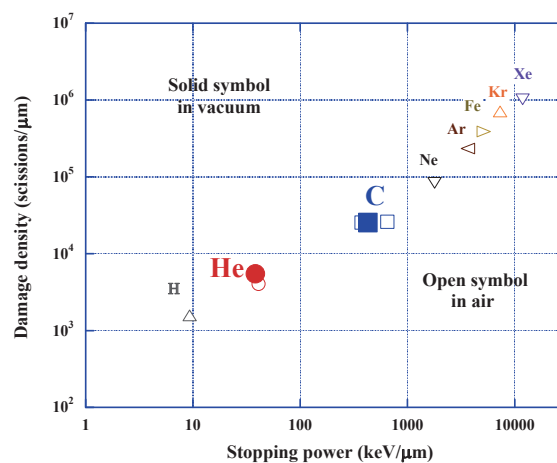 10⁷
10⁶
10⁵
10⁴
10³
10²
Damage density (scissions/μm)
Solid symbol
in vacuum
Xe
Kr
Fe
Ar
Ne
C
He
H
Open symbol
in air
1
10
100
1000
10000
Stopping power (keV/μm)